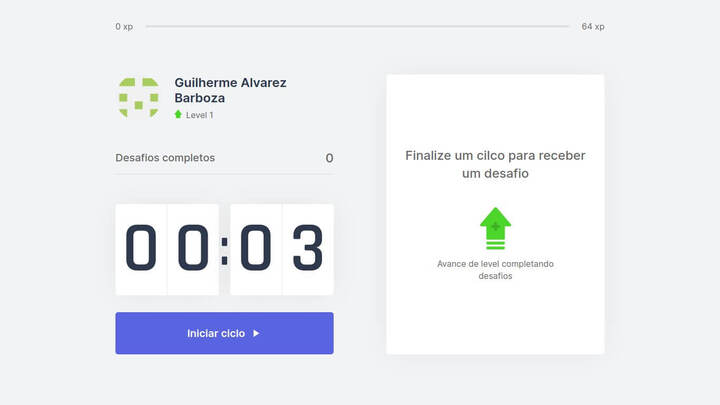 0 xp
64 xp
Guilherme Alvarez
Barboza
Level 1
Desafios completos
0
00:03
Iniciar ciclo
Finalize um cilco para receber
um desafio
Avance de level completando
desafios